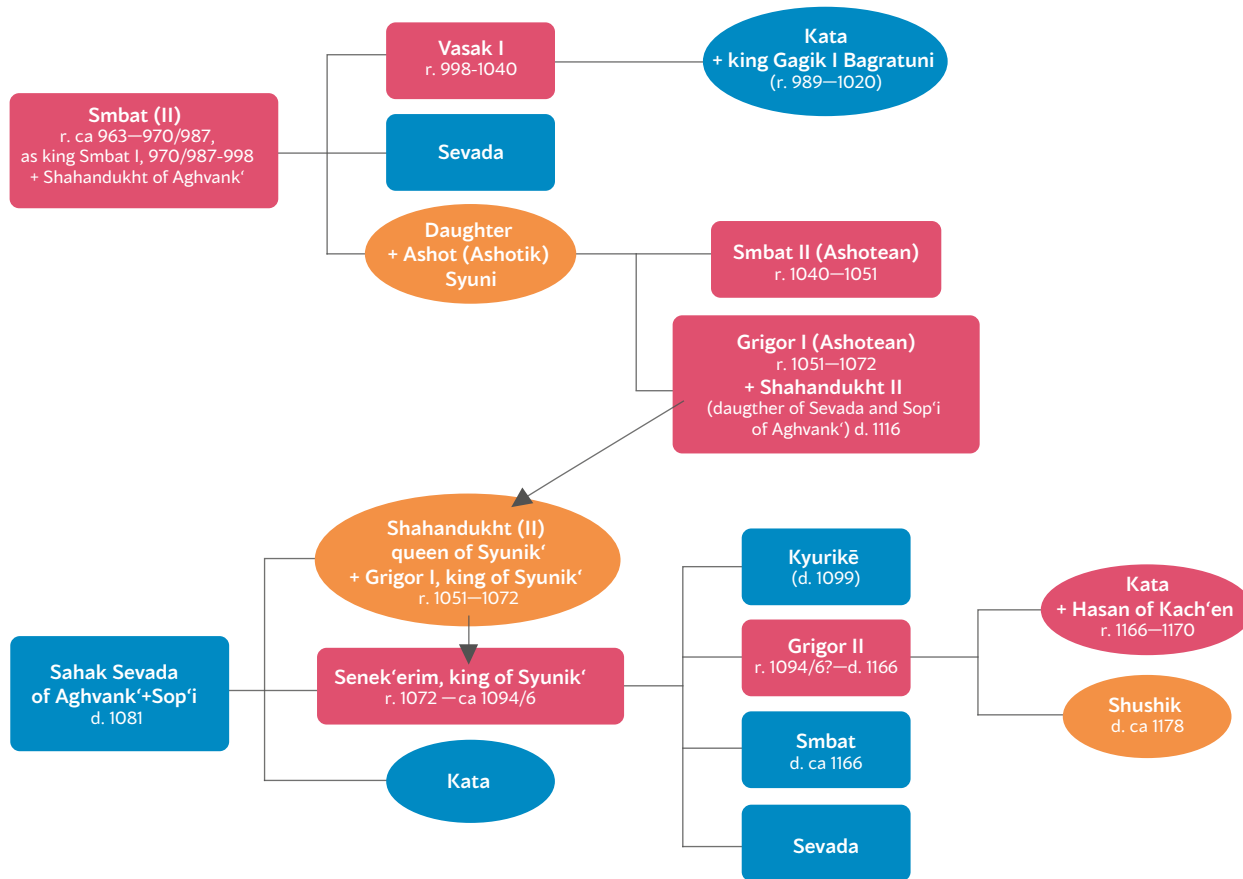 Vasak I
r. 998-1040
Kata
+ king Gagik I Bagratuni
(r. 989—1020)
Smbat (II)
r. ca 963—970/987,
as king Smbat I, 970/987-998
+ Shahandukht of Aghvank‘
Sevada
Daughter
+ Ashot (Ashotik)
Syuni
Smbat II (Ashotean)
r. 1040—1051
Grigor I (Ashotean)
r. 1051—1072
+ Shahandukht II
(daugther of Sevada and Sop‘i
of Aghvank‘) d. 1116
Shahandukht (II)
queen of Syunik‘
+ Grigor I, king of Syunik‘
r. 1051—1072
Sahak Sevada
of Aghvank‘+Sop‘i
d. 1081
Senek‘erim, king of Syunik‘
r. 1072 —ca 1094/6
Kata
Kyurikē
(d. 1099)
Grigor II
r. 1094/6?—d. 1166
Smbat
d. ca 1166
Sevada
Kata
+ Hasan of Kach‘en
r. 1166—1170
Shushik
d. ca 1178